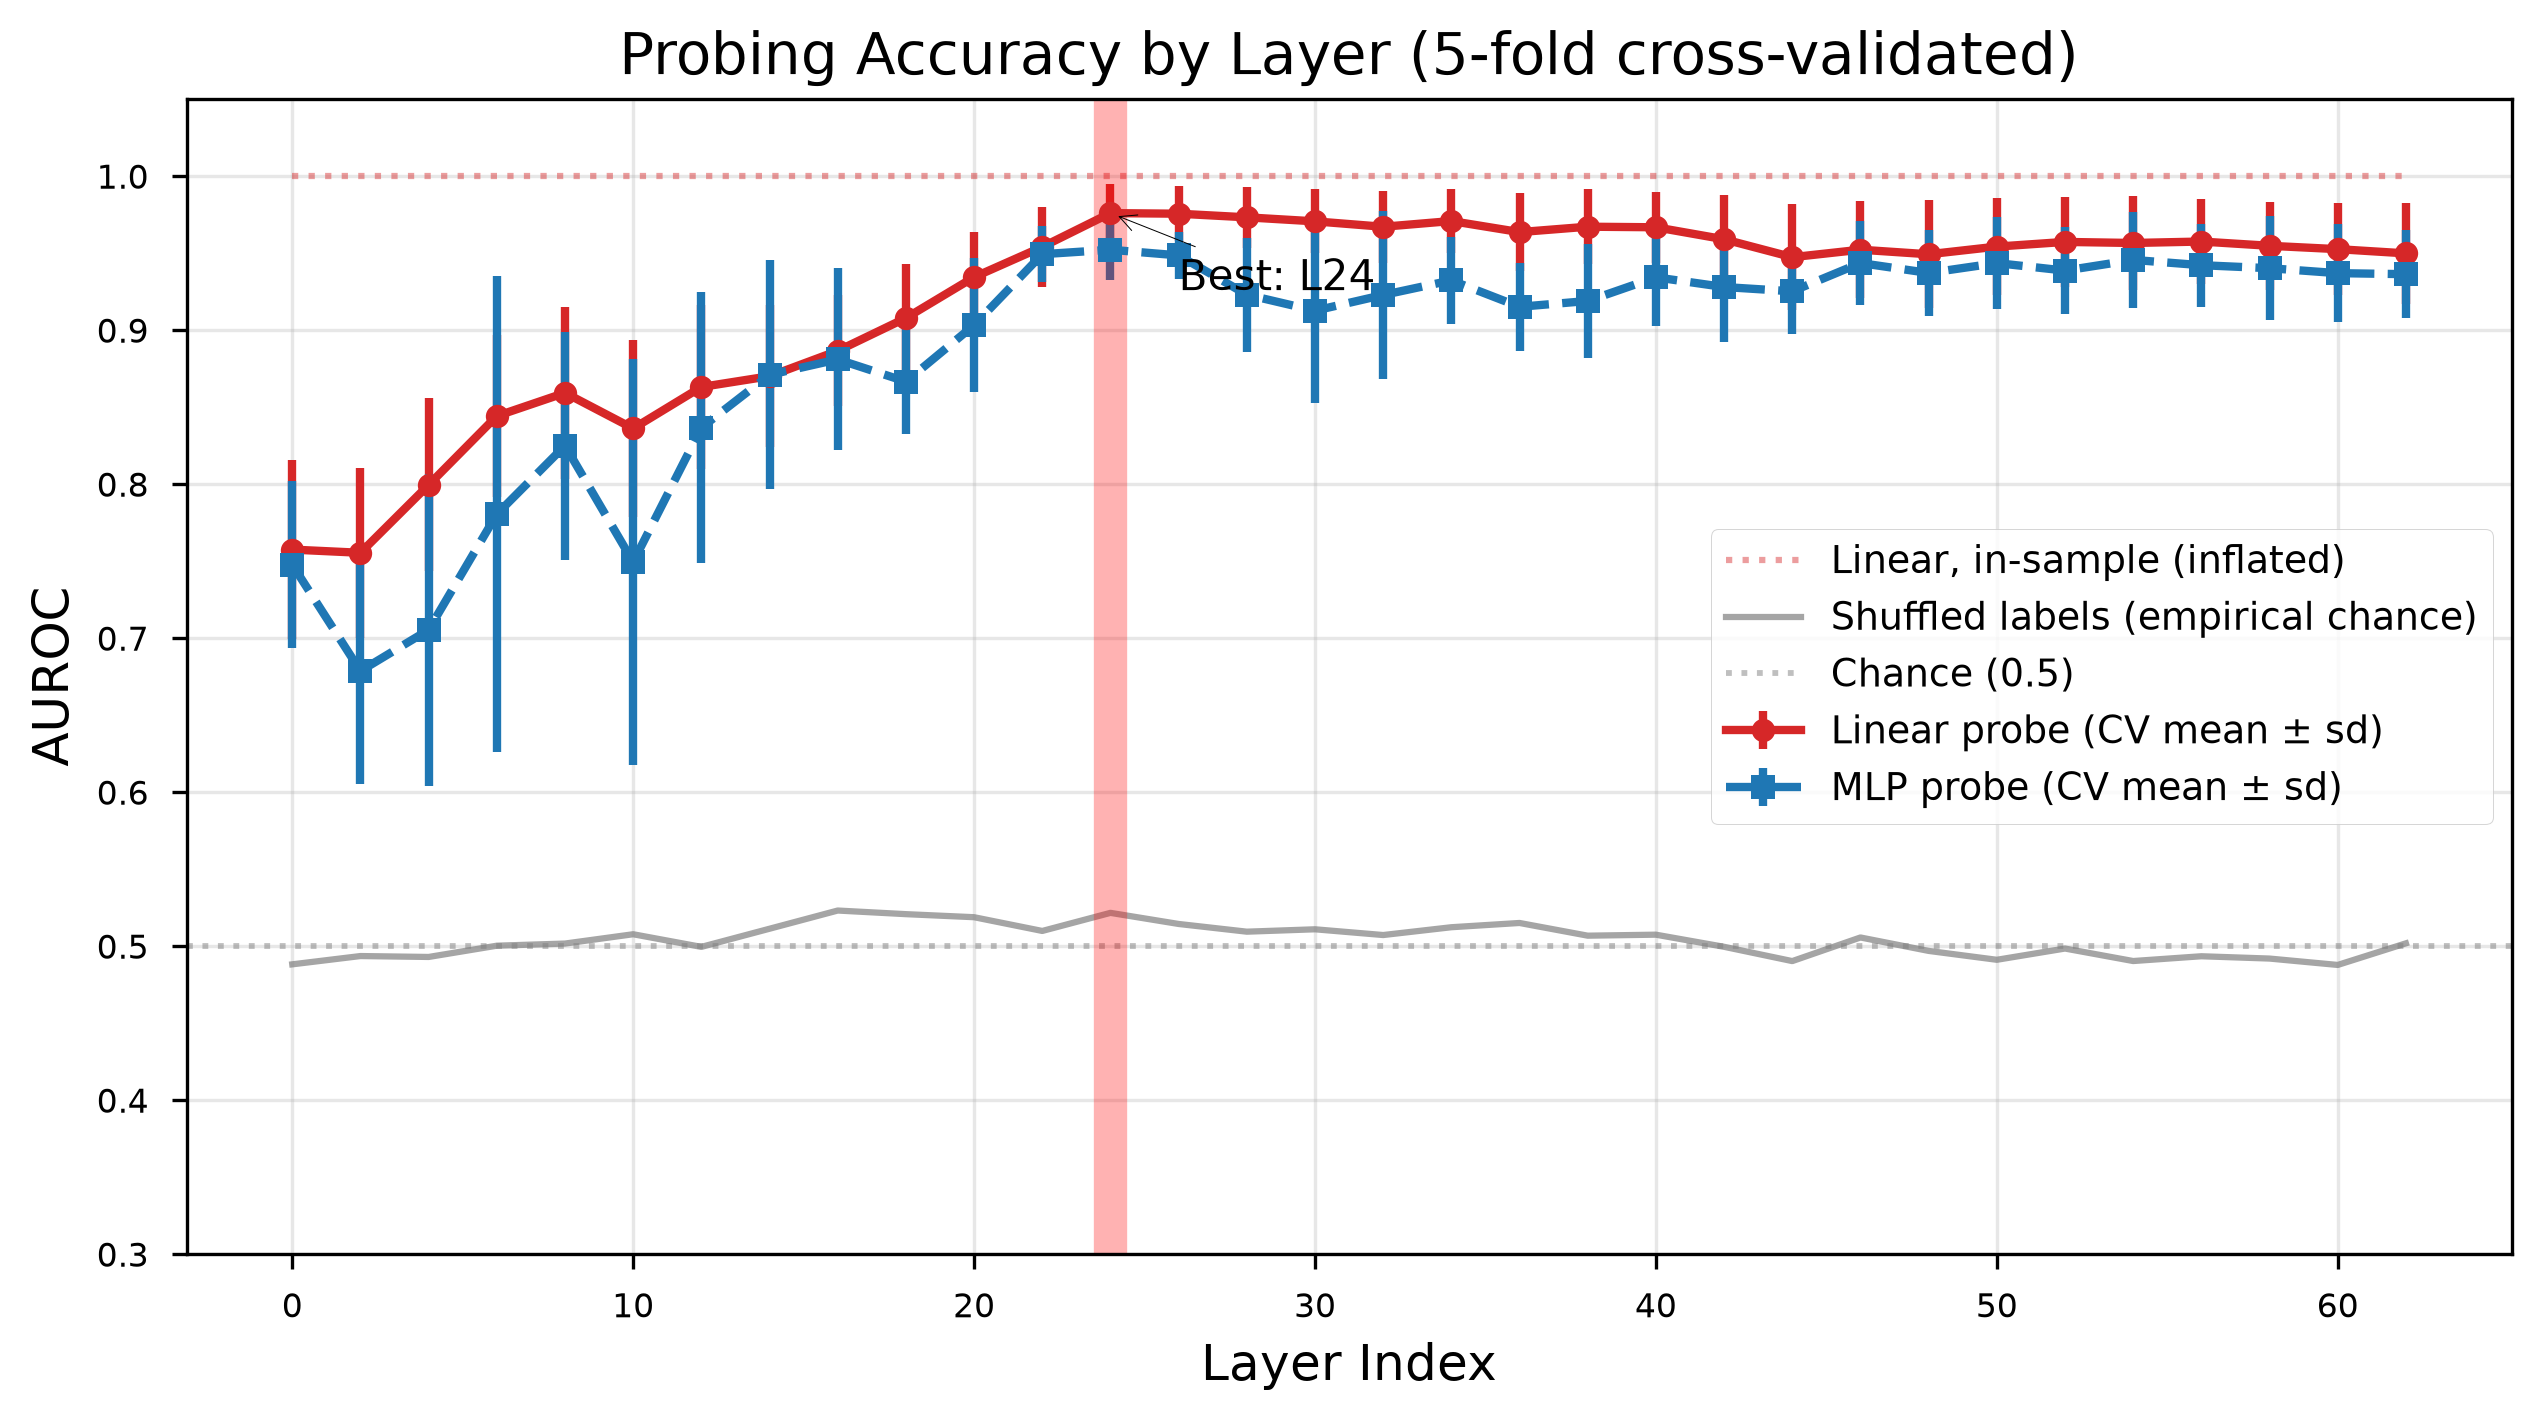 Probing Accuracy by Layer (5-fold cross-validated)
AUROC
1.0
0.9
0.8
0.7
0.6
0.5
0.4
0.3
Best: L24
Linear, in-sample (inflated)
Shuffled labels (empirical chance)
Chance (0.5)
Linear probe (CV mean ± sd)
MLP probe (CV mean ± sd)
0 10 20 30 40 50 60
Layer Index